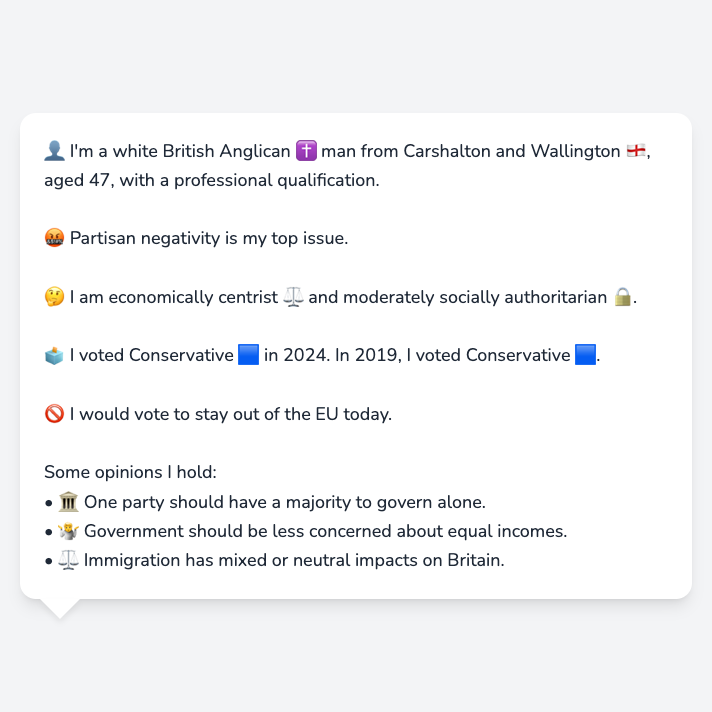 👤 I'm a white British Anglican ✝️ man from Carshalton and Wallington 🏴󠁧󠁢󠁥󠁮󠁧󠁿,
aged 47, with a professional qualification.
🤬 Partisan negativity is my top issue.
🤔 I am economically centrist ⚖️ and moderately socially authoritarian 🔒.
🗳️ I voted Conservative 🟦 in 2024. In 2019, I voted Conservative 🟦.
🚫 I would vote to stay out of the EU today.
Some opinions I hold:
• 🏛️ One party should have a majority to govern alone.
• 🤷 Government should be less concerned about equal incomes.
• ⚖️ Immigration has mixed or neutral impacts on Britain.